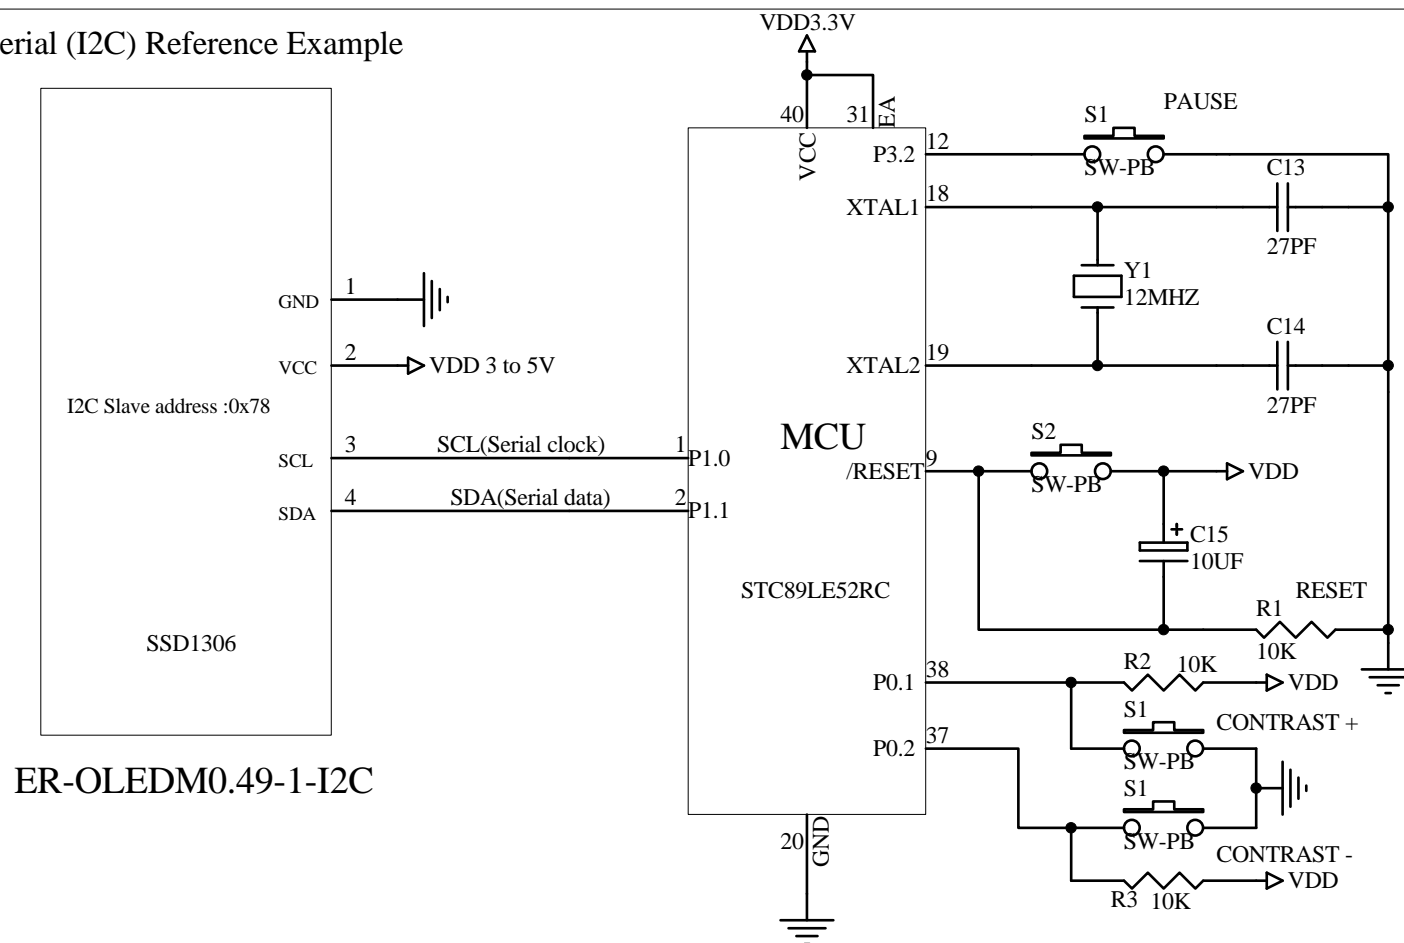 erial (I2C) Reference Example
VDD3.3V
40
31
VCC
EA
S1
PAUSE
P3.2
12
SW-PB
C13
XTAL1
18
27PF
Y1
12MHZ
GND
1
VCC
2
VDD 3 to 5V
C14
XTAL2
19
27PF
I2C Slave address :0x78
MCU
SCL
3
SCL(Serial clock)
1
P1.0
S2
/RESET
9
SW-PB
VDD
SDA
4
SDA(Serial data)
2
P1.1
+
C15
10UF
STC89LE52RC
RESET
R1
10K
SSD1306
P0.1
38
R2
10K
VDD
S1
CONTRAST +
P0.2
37
SW-PB
ER-OLEDM0.49-1-I2C
S1
20
GND
SW-PB
CONTRAST -
VDD
R3
10K